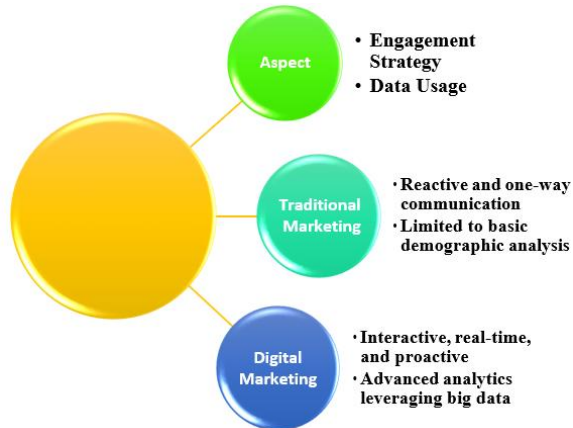 Aspect
• Engagement
Strategy
• Data Usage
Traditional
Marketing
· Reactive and one-way
communication
· Limited to basic
demographic analysis
Digital
Marketing
· Interactive, real-time,
and proactive
· Advanced analytics
leveraging big data